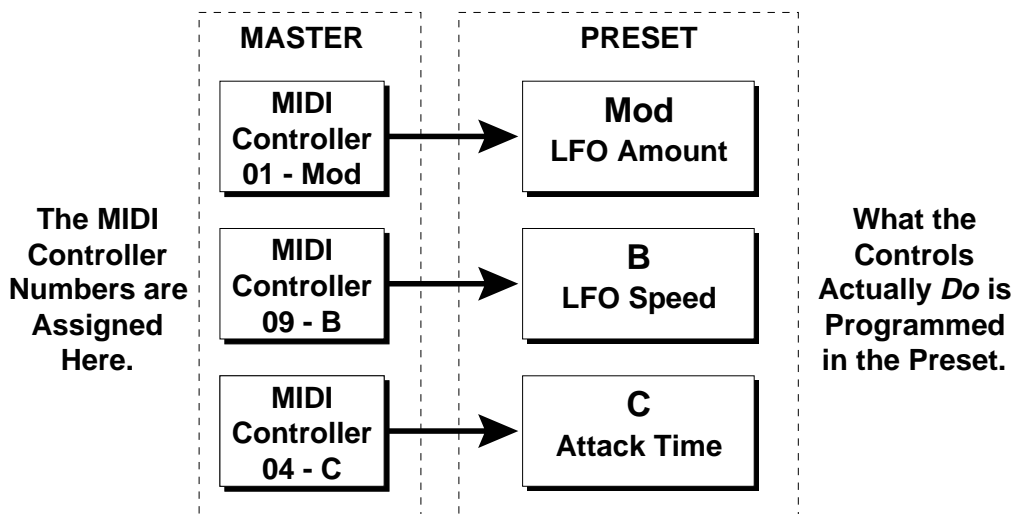 MASTER
PRESET
MIDI
Controller
01 - Mod
Mod
LFO Amount
The MIDI
Controller
Numbers are
Assigned
Here.
MIDI
Controller
09 - B
B
LFO Speed
What the
Controls
Actually Do is
Programmed
in the Preset.
MIDI
Controller
04 - C
C
Attack Time